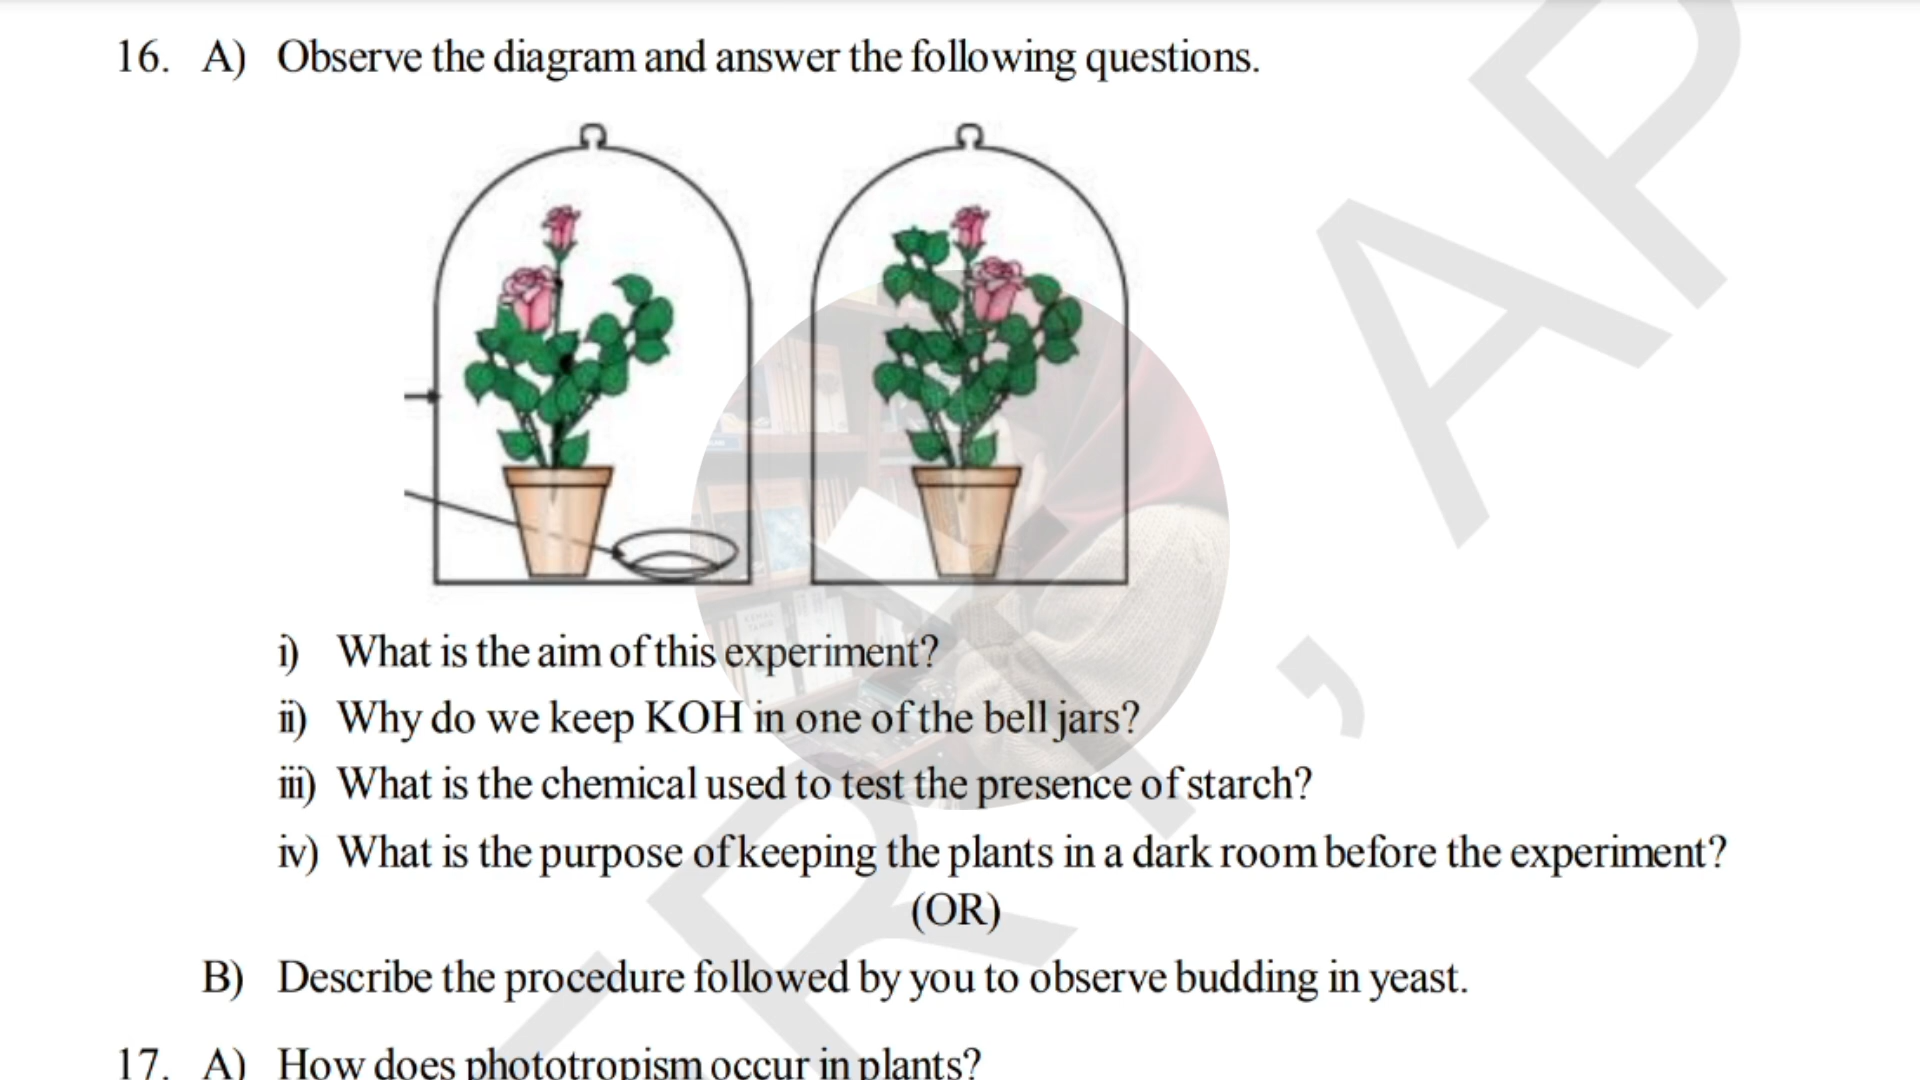 16. A) Observe the diagram and answer the following questions.
i) What is the aim of this experiment?
ii) Why do we keep KOH in one of the bell jars?
iii) What is the chemical used to test the presence of starch?
iv) What is the purpose of keeping the plants in a dark room before the experiment?
(OR)
B) Describe the procedure followed by you to observe budding in yeast.
17. A) How does phototropism occur in plants?